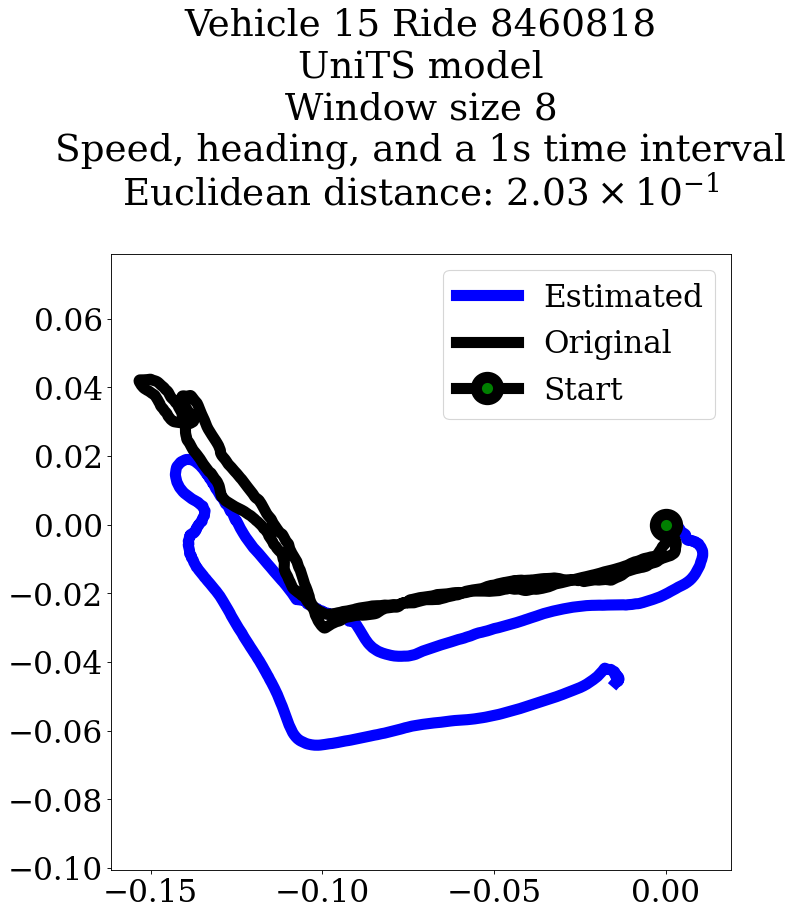 Vehicle 15 Ride 8460818
UniTS model
Window size 8
Speed, heading, and a 1s time interval
Euclidean distance: 2.03 × 10⁻¹
Estimated
Original
Start
0.06
0.04
0.02
0.00
−0.02
−0.04
−0.06
−0.08
−0.10
−0.15
−0.10
−0.05
0.00